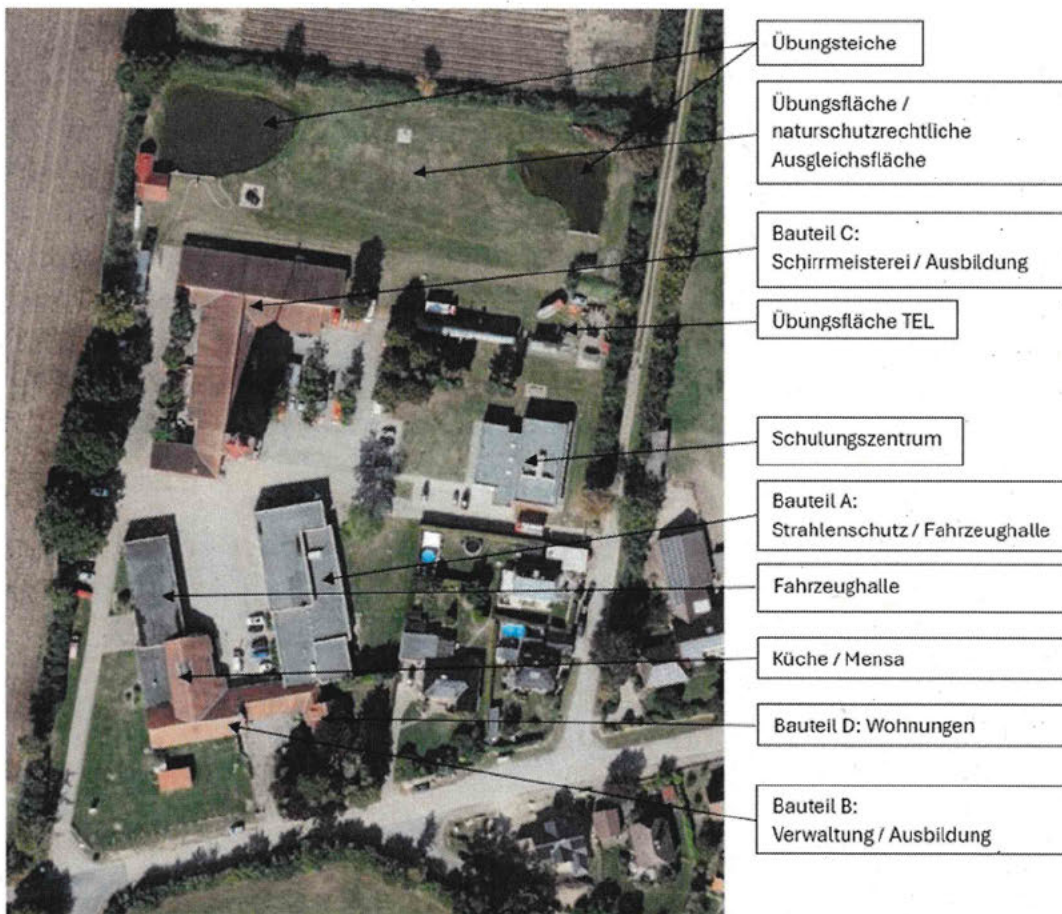 Übungsteiche
Übungsfläche /
naturschutzrechtliche
Ausgleichsfläche
Bauteil C:
Schirrmeisterei / Ausbildung
Übungsfläche TEL
Schulungszentrum
Bauteil A:
Strahlenschutz / Fahrzeughalle
Fahrzeughalle
Küche / Mensa
Bauteil D: Wohnungen
Bauteil B:
Verwaltung / Ausbildung